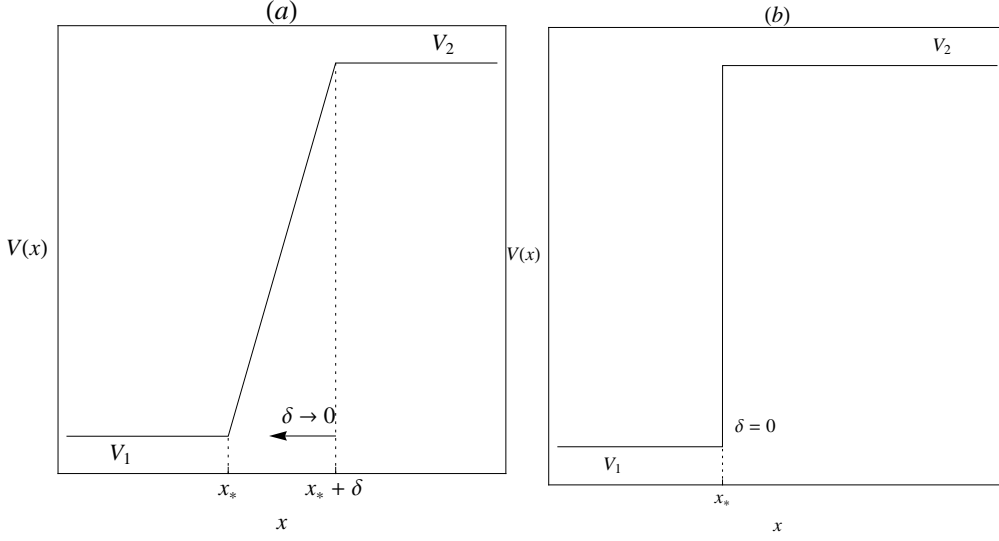 (a)
V₂
V(x)
δ → 0
V₁
x* x* + δ
x
(b)
V₂
V(x)
δ = 0
V₁
x*
x